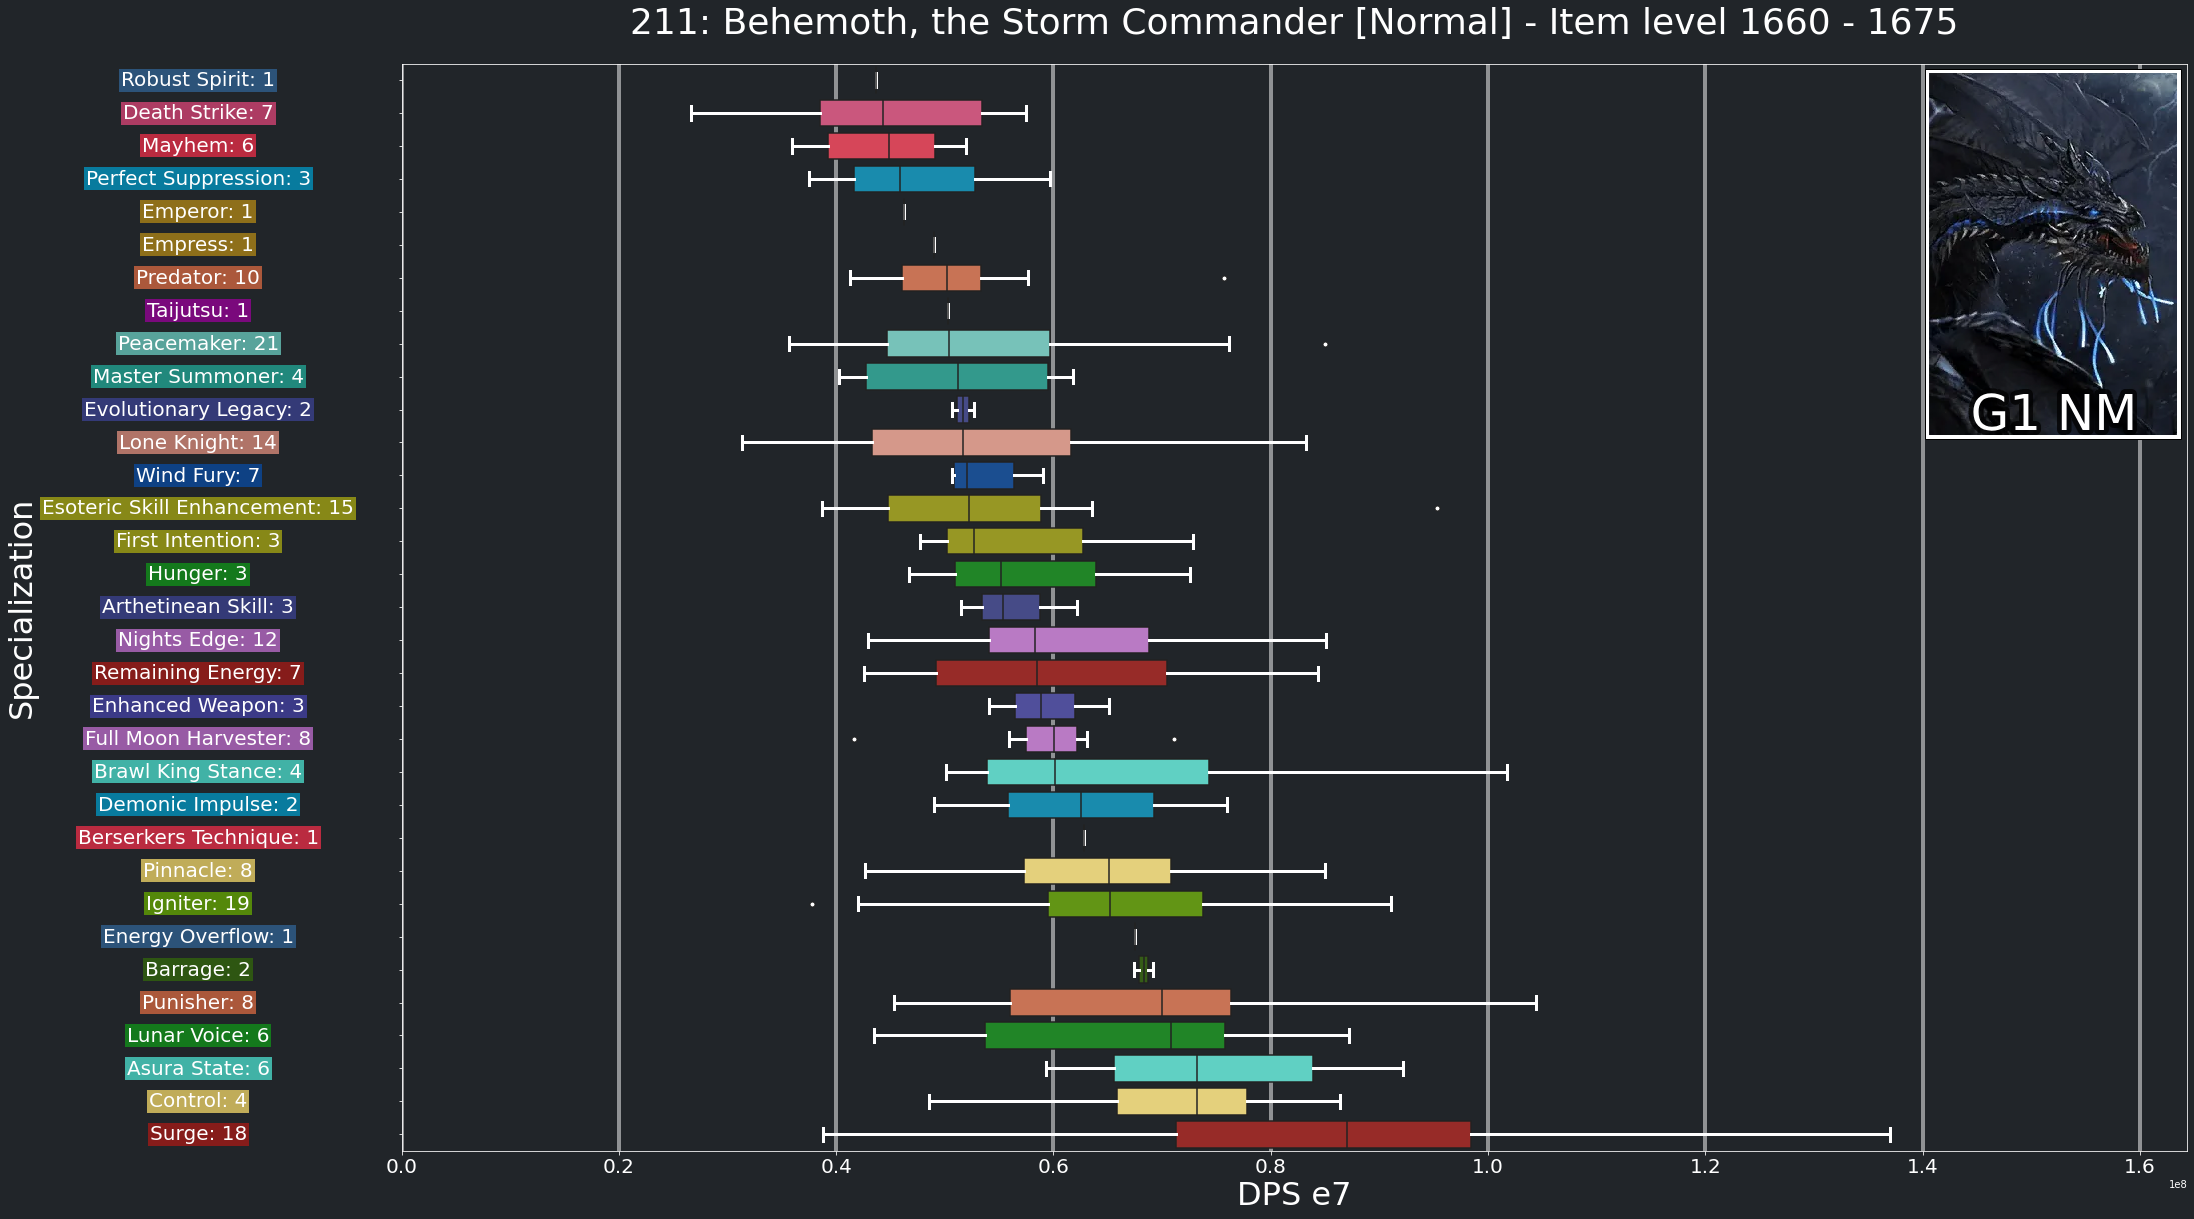 211: Behemoth, the Storm Commander [Normal] - Item level 1660 - 1675
Specialization
Robust Spirit: 1
Death Strike: 7
Mayhem: 6
Perfect Suppression: 3
Emperor: 1
Empress: 1
Predator: 10
Taijutsu: 1
Peacemaker: 21
Master Summoner: 4
Evolutionary Legacy: 2
Lone Knight: 14
Wind Fury: 7
Esoteric Skill Enhancement: 15
First Intention: 3
Hunger: 3
Arthetinean Skill: 3
Nights Edge: 12
Remaining Energy: 7
Enhanced Weapon: 3
Full Moon Harvester: 8
Brawl King Stance: 4
Demonic Impulse: 2
Berserkers Technique: 1
Pinnacle: 8
Igniter: 19
Energy Overflow: 1
Barrage: 2
Punisher: 8
Lunar Voice: 6
Asura State: 6
Control: 4
Surge: 18
G1 NM
0.0 0.2 0.4 0.6 0.8 1.0 1.2 1.4 1.6
1e8
DPS e7